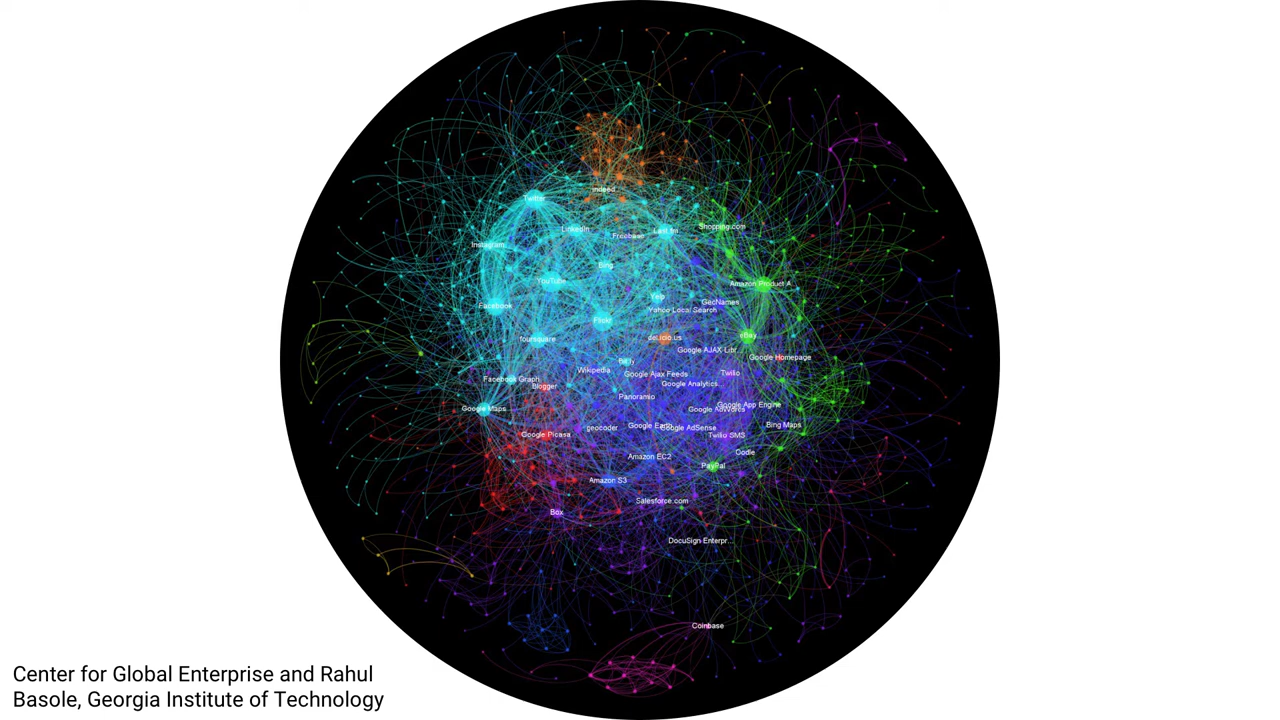 Indeed
Twitter
LinkedIn
Freebase
Last.fm
Shopping.com
Instagram
Bing
YouTube
Amazon Product A...
Yelp
GeoNames
Facebook
Yahoo Local Search
Flickr
foursquare
del.icio.us
eBay
Google AJAX Libr...
Google Homepage
Bit.ly
Wikipedia
Google Ajax Feeds
Twilio
Facebook Graph
Blogger
Google Analytics...
Panoramio
Google Maps
Google AdWords
Google App Engine
Google Earth
Google AdSense
geocoder
Bing Maps
Google Picasa
Twilio SMS
Amazon EC2
PayPal
Amazon S3
Salesforce.com
Box
DocuSign Enterpr...
Coinbase
Center for Global Enterprise and Rahul
Basole, Georgia Institute of Technology